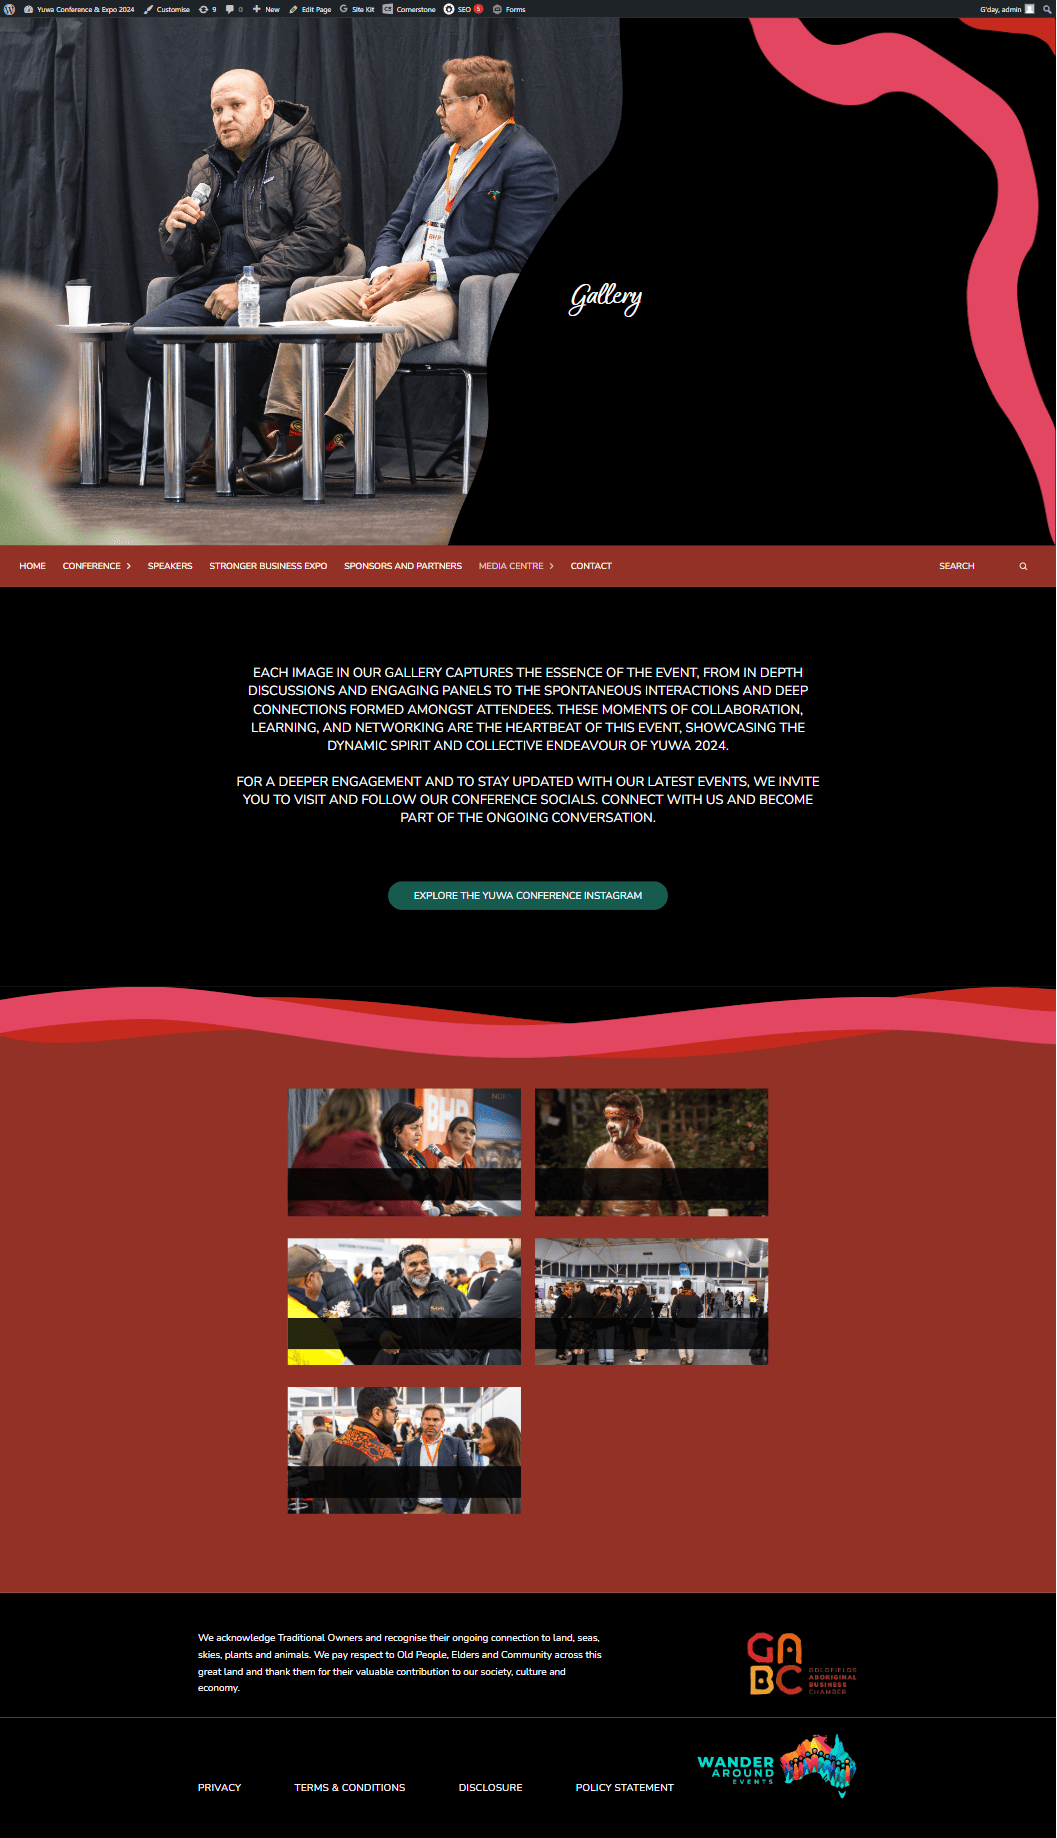 Yuwa Conference & Expo 2024 Customise 9 0 New Edit Page Site Kit Cornerstone SEO 5 Forms G'day, admin
BHP
Gallery
HOME CONFERENCE SPEAKERS STRONGER BUSINESS EXPO SPONSORS AND PARTNERS MEDIA CENTRE CONTACT SEARCH
EACH IMAGE IN OUR GALLERY CAPTURES THE ESSENCE OF THE EVENT, FROM IN DEPTH
DISCUSSIONS AND ENGAGING PANELS TO THE SPONTANEOUS INTERACTIONS AND DEEP
CONNECTIONS FORMED AMONGST ATTENDEES. THESE MOMENTS OF COLLABORATION,
LEARNING, AND NETWORKING ARE THE HEARTBEAT OF THIS EVENT, SHOWCASING THE
DYNAMIC SPIRIT AND COLLECTIVE ENDEAVOUR OF YUWA 2024.
FOR A DEEPER ENGAGEMENT AND TO STAY UPDATED WITH OUR LATEST EVENTS, WE INVITE
YOU TO VISIT AND FOLLOW OUR CONFERENCE SOCIALS. CONNECT WITH US AND BECOME
PART OF THE ONGOING CONVERSATION.
EXPLORE THE YUWA CONFERENCE INSTAGRAM
BHP
We acknowledge Traditional Owners and recognise their ongoing connection to land, seas,
skies, plants and animals. We pay respect to Old People, Elders and Community across this
great land and thank them for their valuable contribution to our society, culture and
economy.
GABC
GOLDFIELDS
ABORIGINAL
BUSINESS
CHAMBER
WANDER
AROUND
EVENTS
PRIVACY TERMS & CONDITIONS DISCLOSURE POLICY STATEMENT